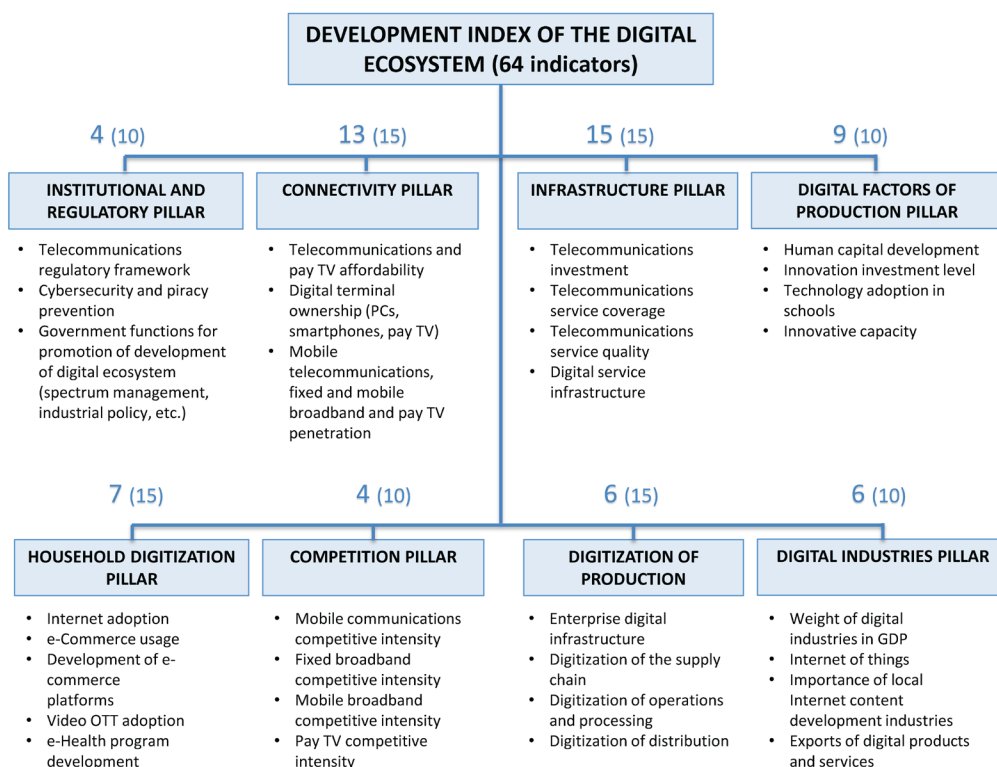 DEVELOPMENT INDEX OF THE DIGITAL
ECOSYSTEM (64 indicators)
4 (10)
13 (15)
15 (15)
9 (10)
INSTITUTIONAL AND
REGULATORY PILLAR
• Telecommunications
regulatory framework
• Cybersecurity and piracy
prevention
• Government functions for
promotion of development
of digital ecosystem
(spectrum management,
industrial policy, etc.)
CONNECTIVITY PILLAR
• Telecommunications and
pay TV affordability
• Digital terminal
ownership (PCs,
smartphones, pay TV)
• Mobile
telecommunications,
fixed and mobile
broadband and pay TV
penetration
INFRASTRUCTURE PILLAR
• Telecommunications
investment
• Telecommunications
service coverage
• Telecommunications
service quality
• Digital service
infrastructure
DIGITAL FACTORS OF
PRODUCTION PILLAR
• Human capital development
• Innovation investment level
• Technology adoption in
schools
• Innovative capacity
7 (15)
4 (10)
6 (15)
6 (10)
HOUSEHOLD DIGITIZATION
PILLAR
• Internet adoption
• e-Commerce usage
• Development of e-
commerce
platforms
• Video OTT adoption
• e-Health program
development
COMPETITION PILLAR
• Mobile communications
competitive intensity
• Fixed broadband
competitive intensity
• Mobile broadband
competitive intensity
• Pay TV competitive
intensity
DIGITIZATION OF
PRODUCTION
• Enterprise digital
infrastructure
• Digitization of the supply
chain
• Digitization of operations
and processing
• Digitization of distribution
DIGITAL INDUSTRIES PILLAR
• Weight of digital
industries in GDP
• Internet of things
• Importance of local
Internet content
development industries
• Exports of digital products
and services